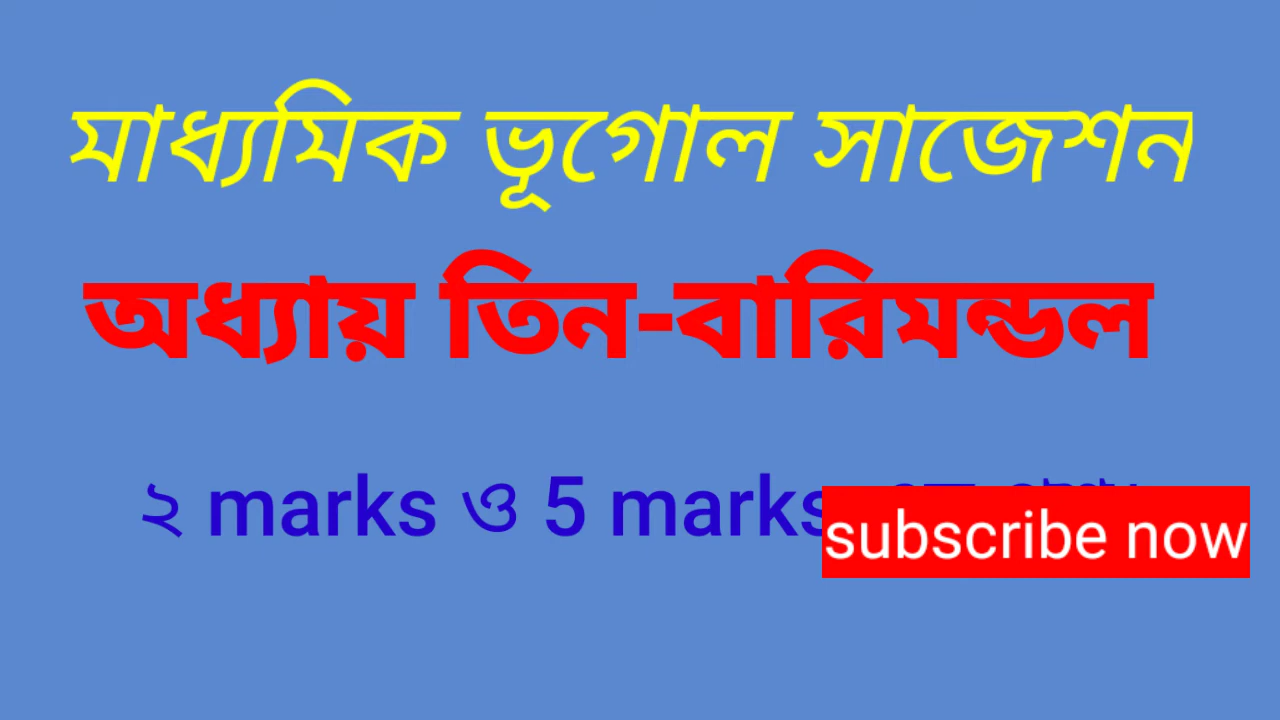 মাধ্যমিক ভূগোল সাজেশন
অধ্যায় তিন-বারিমন্ডল
২ marks ও 5 marks
subscribe now